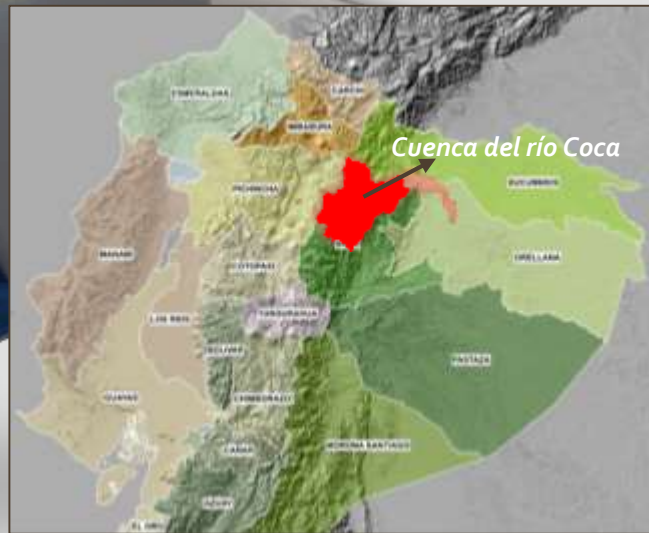 ESMERALDAS
CARCHI
IMBABURA
Cuenca del río Coca
SUCUMBIOS
PICHINCHA
MANABI
ORELLANA
COTOPAXI
TUNGURAHUA
LOS RIOS
BOLIVAR
PASTAZA
GUAYAS
CHIMBORAZO
MORONA SANTIAGO
CAÑAR
AZUAY
EL ORO